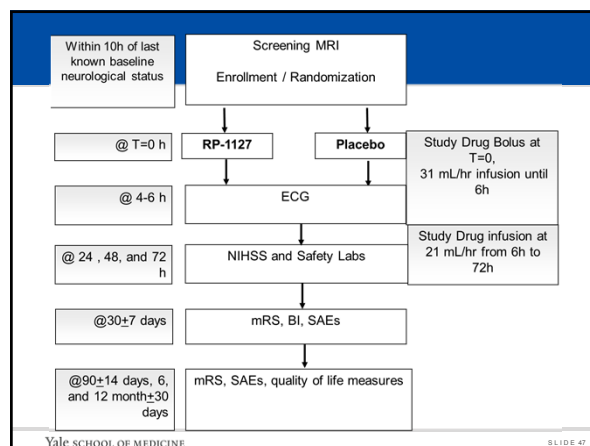 Within 10h of last
known baseline
neurological status
Screening MRI
Enrollment / Randomization
@ T=0 h
RP-1127
Placebo
Study Drug Bolus at
T=0,
31 mL/hr infusion until
6h
@ 4-6 h
ECG
Study Drug infusion at
21 mL/hr from 6h to
72h
@ 24 , 48, and 72
h
NIHSS and Safety Labs
@30±7 days
mRS, BI, SAEs
@90±14 days, 6,
and 12 month±30
days
mRS, SAEs, quality of life measures
Yale SCHOOL OF MEDICINE
SLIDE 47